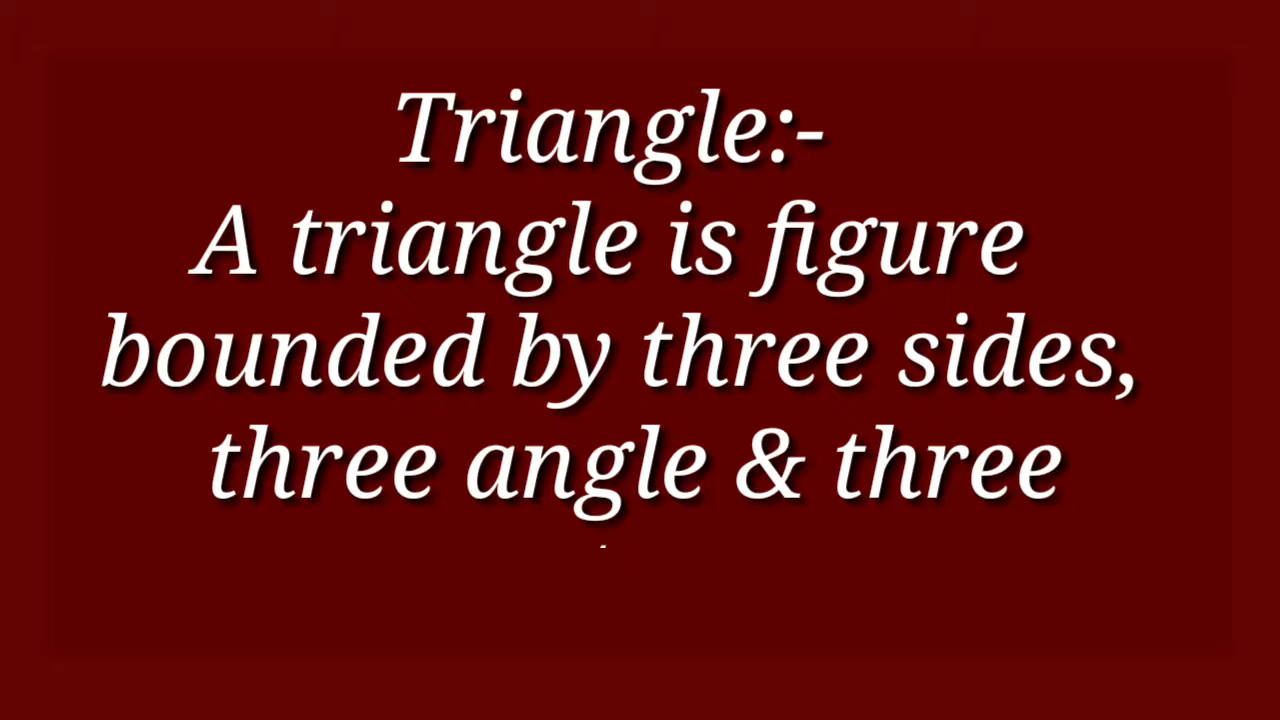 Triangle:-
A triangle is figure
bounded by three sides,
three angle & three